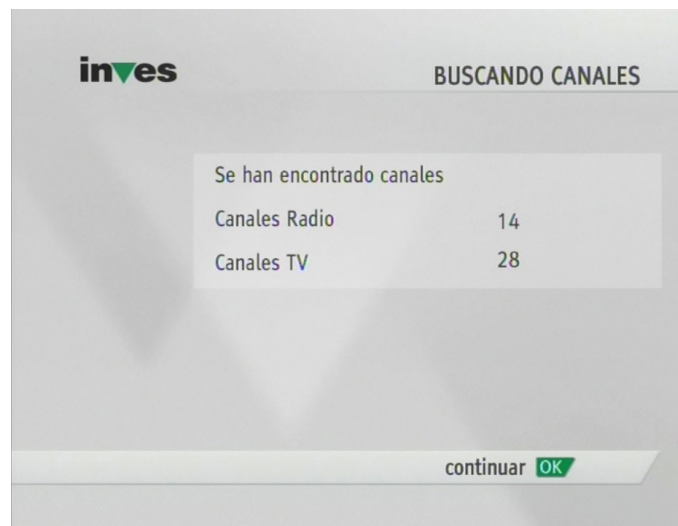 inves
BUSCANDO CANALES
Se han encontrado canales
Canales Radio 14
Canales TV 28
continuar OK